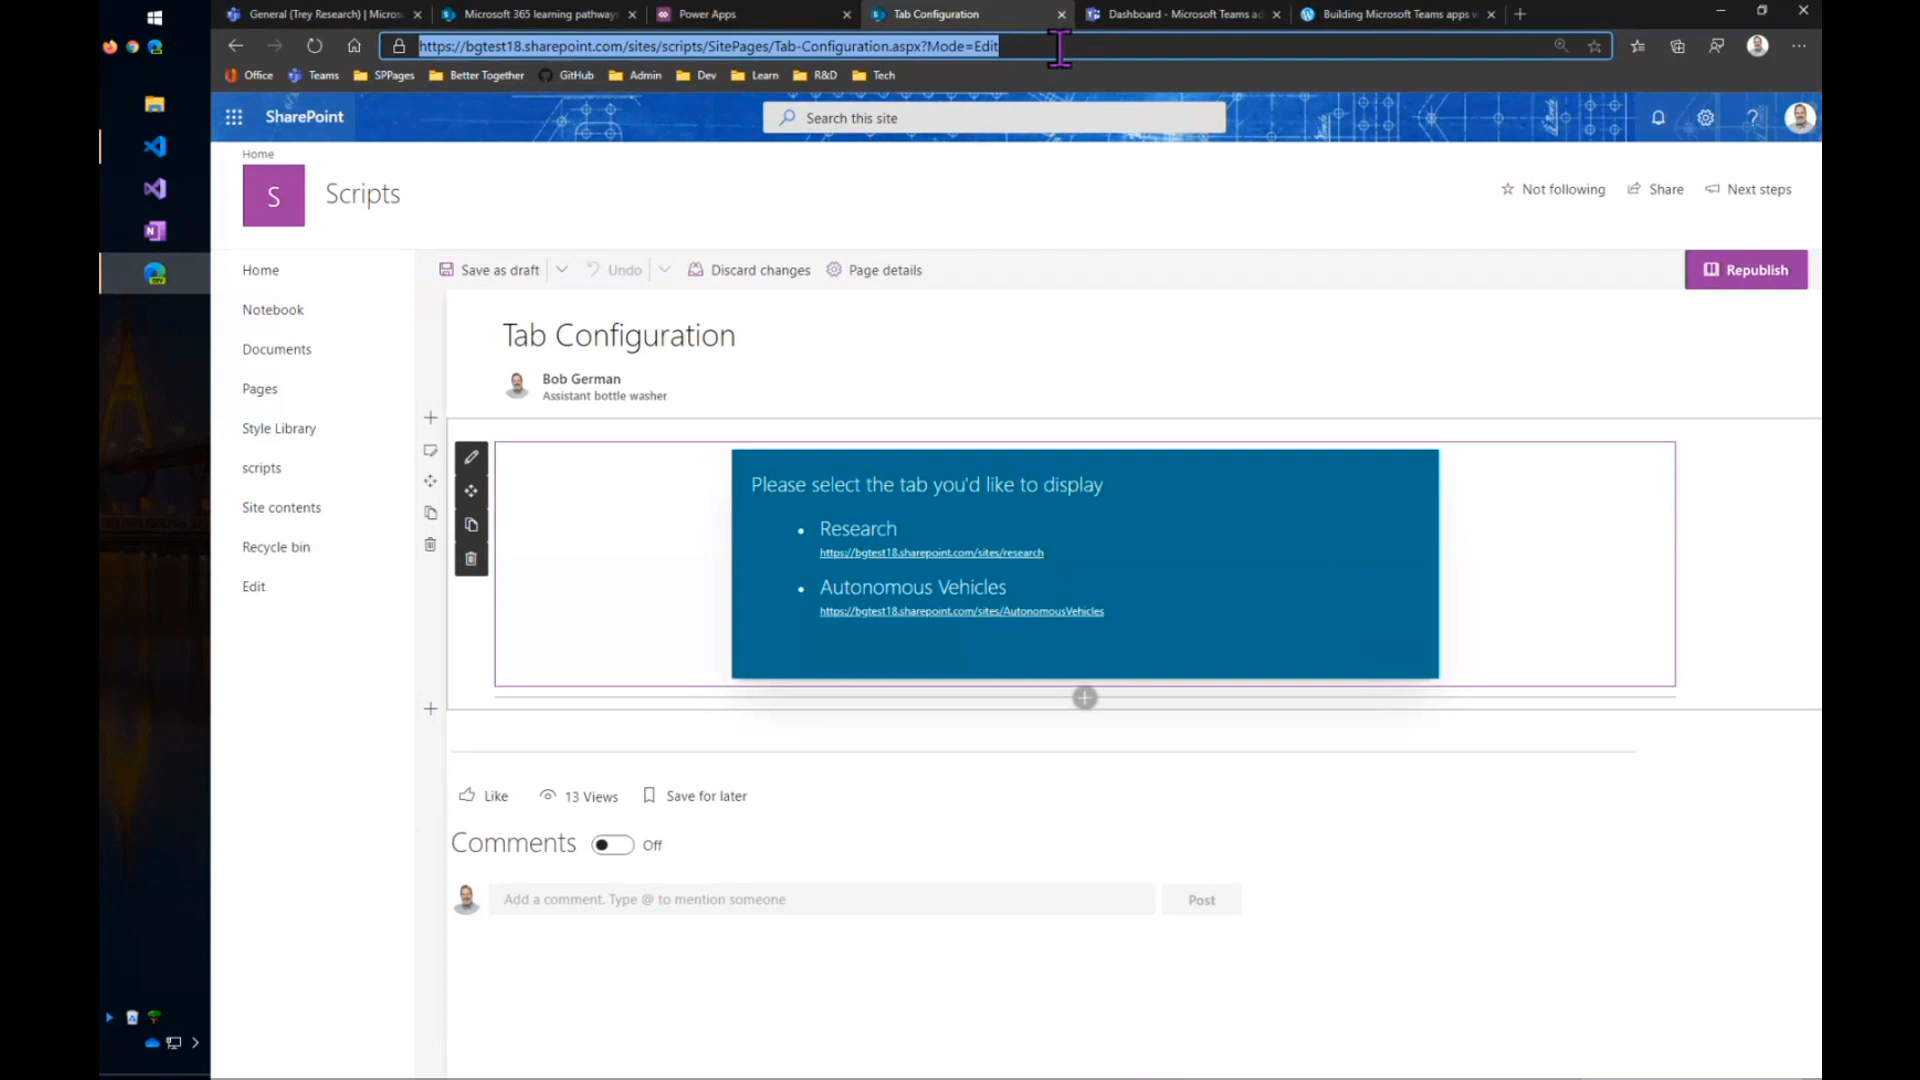 General (Trey Research) | Micros
Microsoft 365 learning pathways
Power Apps
Tab Configuration
Dashboard - Microsoft Teams ad
Building Microsoft Teams apps w
https://bgtest18.sharepoint.com/sites/scripts/SitePages/Tab-Configuration.aspx?Mode=Edit
Office
Teams
SPPages
Better Together
GitHub
Admin
Dev
Learn
R&D
Tech
SharePoint
Search this site
Home
S
Scripts
Not following
Share
Next steps
Home
Notebook
Documents
Pages
Style Library
scripts
Site contents
Recycle bin
Edit
Save as draft
Undo
Discard changes
Page details
Republish
Tab Configuration
Bob German
Assistant bottle washer
Please select the tab you'd like to display
• Research
https://bgtest18.sharepoint.com/sites/research
• Autonomous Vehicles
https://bgtest18.sharepoint.com/sites/AutonomousVehicles
Like
13 Views
Save for later
Comments
Off
Add a comment. Type @ to mention someone
Post